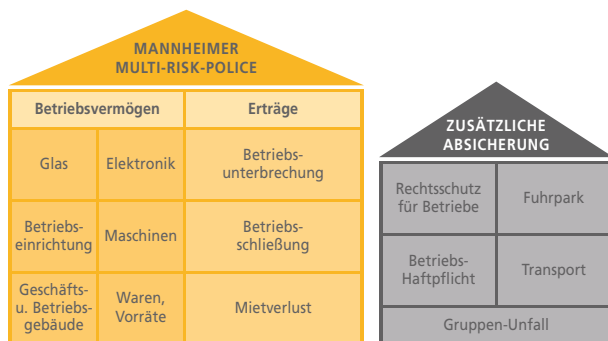 MANNHEIMER
MULTI-RISK-POLICE
Betriebsvermögen
Erträge
Glas
Elektronik
Betriebs-
unterbrechung
Betriebs-
einrichtung
Maschinen
Betriebs-
schließung
Geschäfts-
u. Betriebs-
gebäude
Waren,
Vorräte
Mietverlust
ZUSÄTZLICHE
ABSICHERUNG
Rechtsschutz
für Betriebe
Fuhrpark
Betriebs-
Haftpflicht
Transport
Gruppen-Unfall